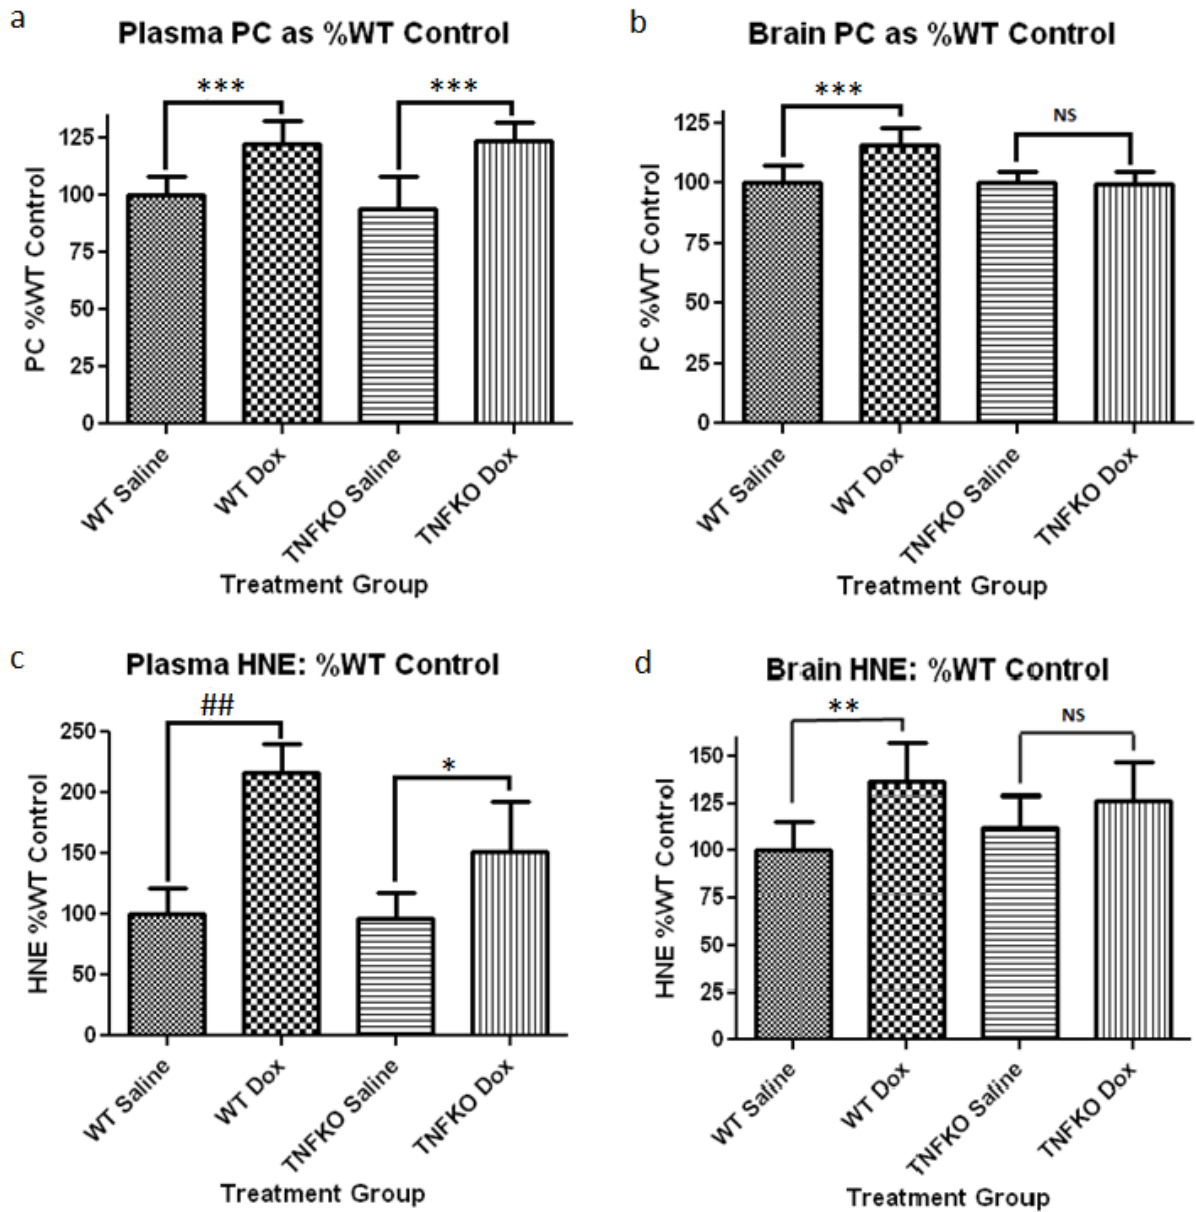 a
Plasma PC as %WT Control
***
***
PC %WT Control
125
100
75
50
25
0
WT Saline
WT Dox
TNFKO Saline
TNFKO Dox
Treatment Group
b
Brain PC as %WT Control
***
NS
PC %WT Control
125
100
75
50
25
0
WT Saline
WT Dox
TNFKO Saline
TNFKO Dox
Treatment Group
c
Plasma HNE: %WT Control
##
*
HNE %WT Control
250
200
150
100
50
0
WT Saline
WT Dox
TNFKO Saline
TNFKO Dox
Treatment Group
d
Brain HNE: %WT Control
**
NS
HNE %WT Control
150
125
100
75
50
25
0
WT Saline
WT Dox
TNFKO Saline
TNFKO Dox
Treatment Group